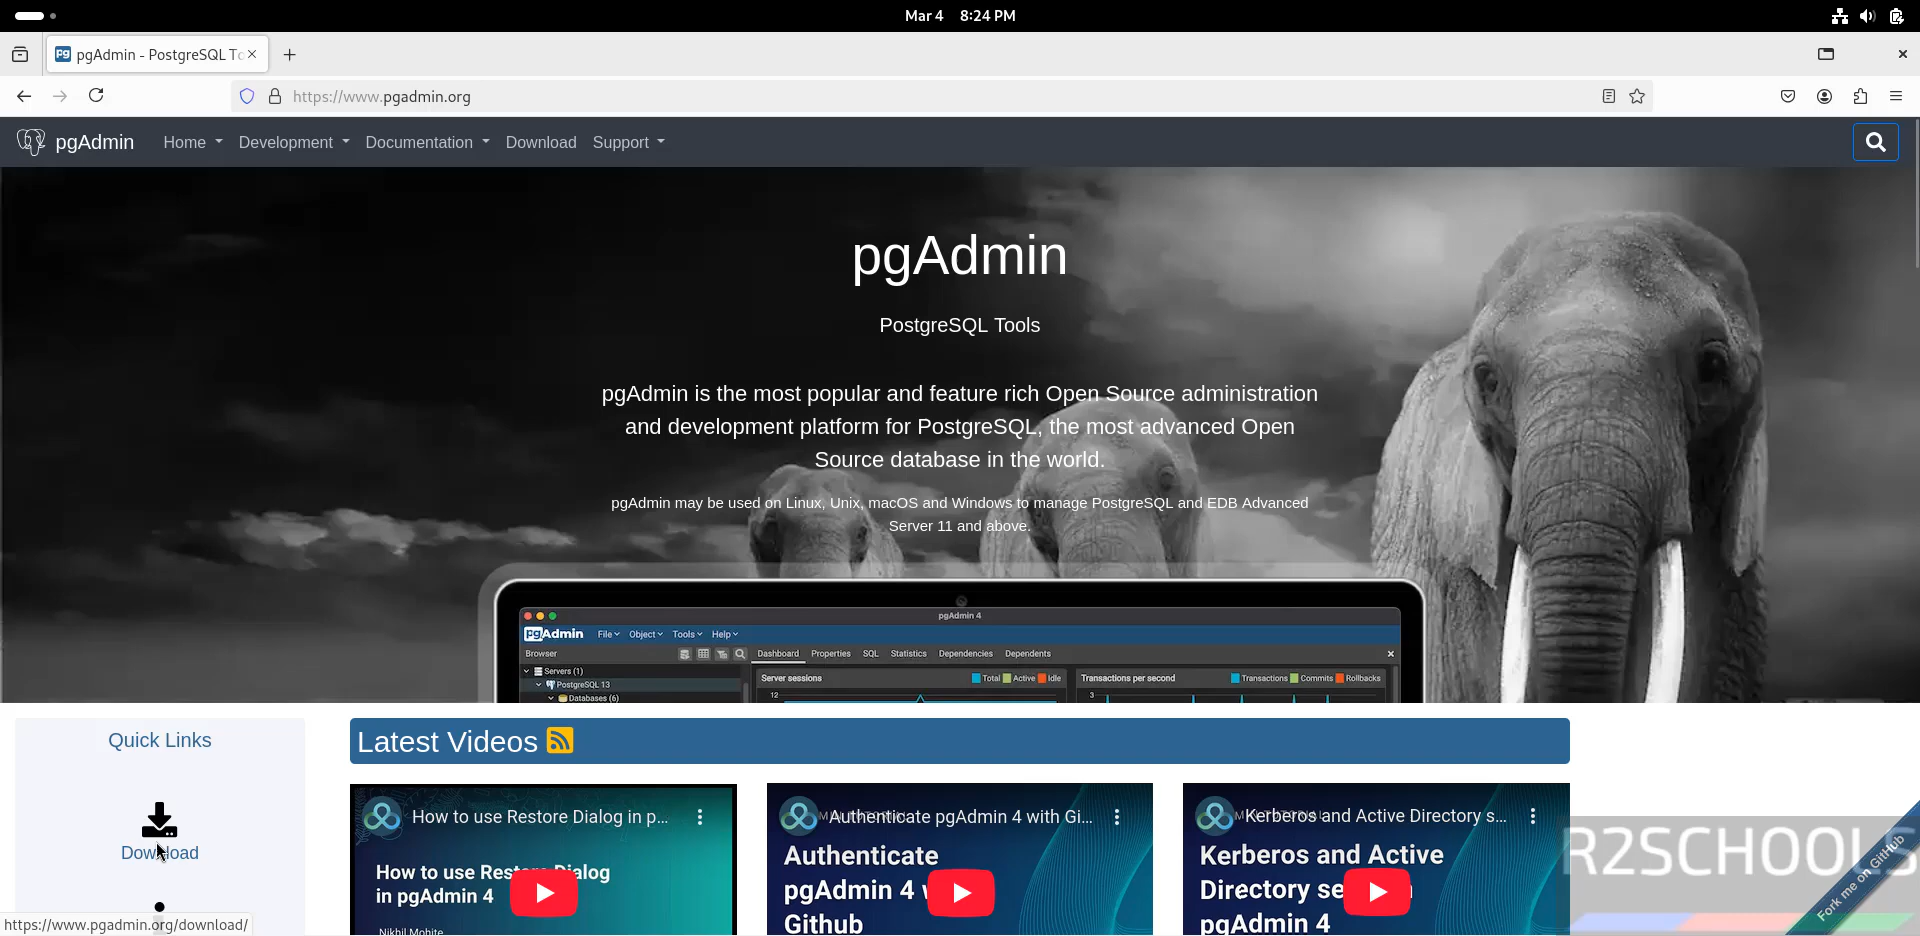 Mar 4 8:24 PM
pgAdmin - PostgreSQL To
https://www.pgadmin.org
pgAdmin
Home Development Documentation Download Support
pgAdmin
PostgreSQL Tools
pgAdmin is the most popular and feature rich Open Source administration
and development platform for PostgreSQL, the most advanced Open
Source database in the world.
pgAdmin may be used on Linux, Unix, macOS and Windows to manage PostgreSQL and EDB Advanced
Server 11 and above.
pgAdmin 4
pgAdmin File Object Tools Help
Browser Dashboard Properties SQL Statistics Dependencies Dependents
Servers (1)
PostgreSQL 13
Databases (6)
Server sessions Total Active Idle
12
Transactions per second Transactions Commits Rollbacks
3
Quick Links
Download
Latest Videos
How to use Restore Dialog in p...
How to use Restore Dialog
in pgAdmin 4
Nikhil Mohite
Authenticate pgAdmin 4 with Gi...
Authenticate
pgAdmin 4
Github
Kerberos and Active Directory s...
Kerberos and Active
Directory
pgAdmin 4
R2SCHOOLS
Fork me on GitHub
https://www.pgadmin.org/download/